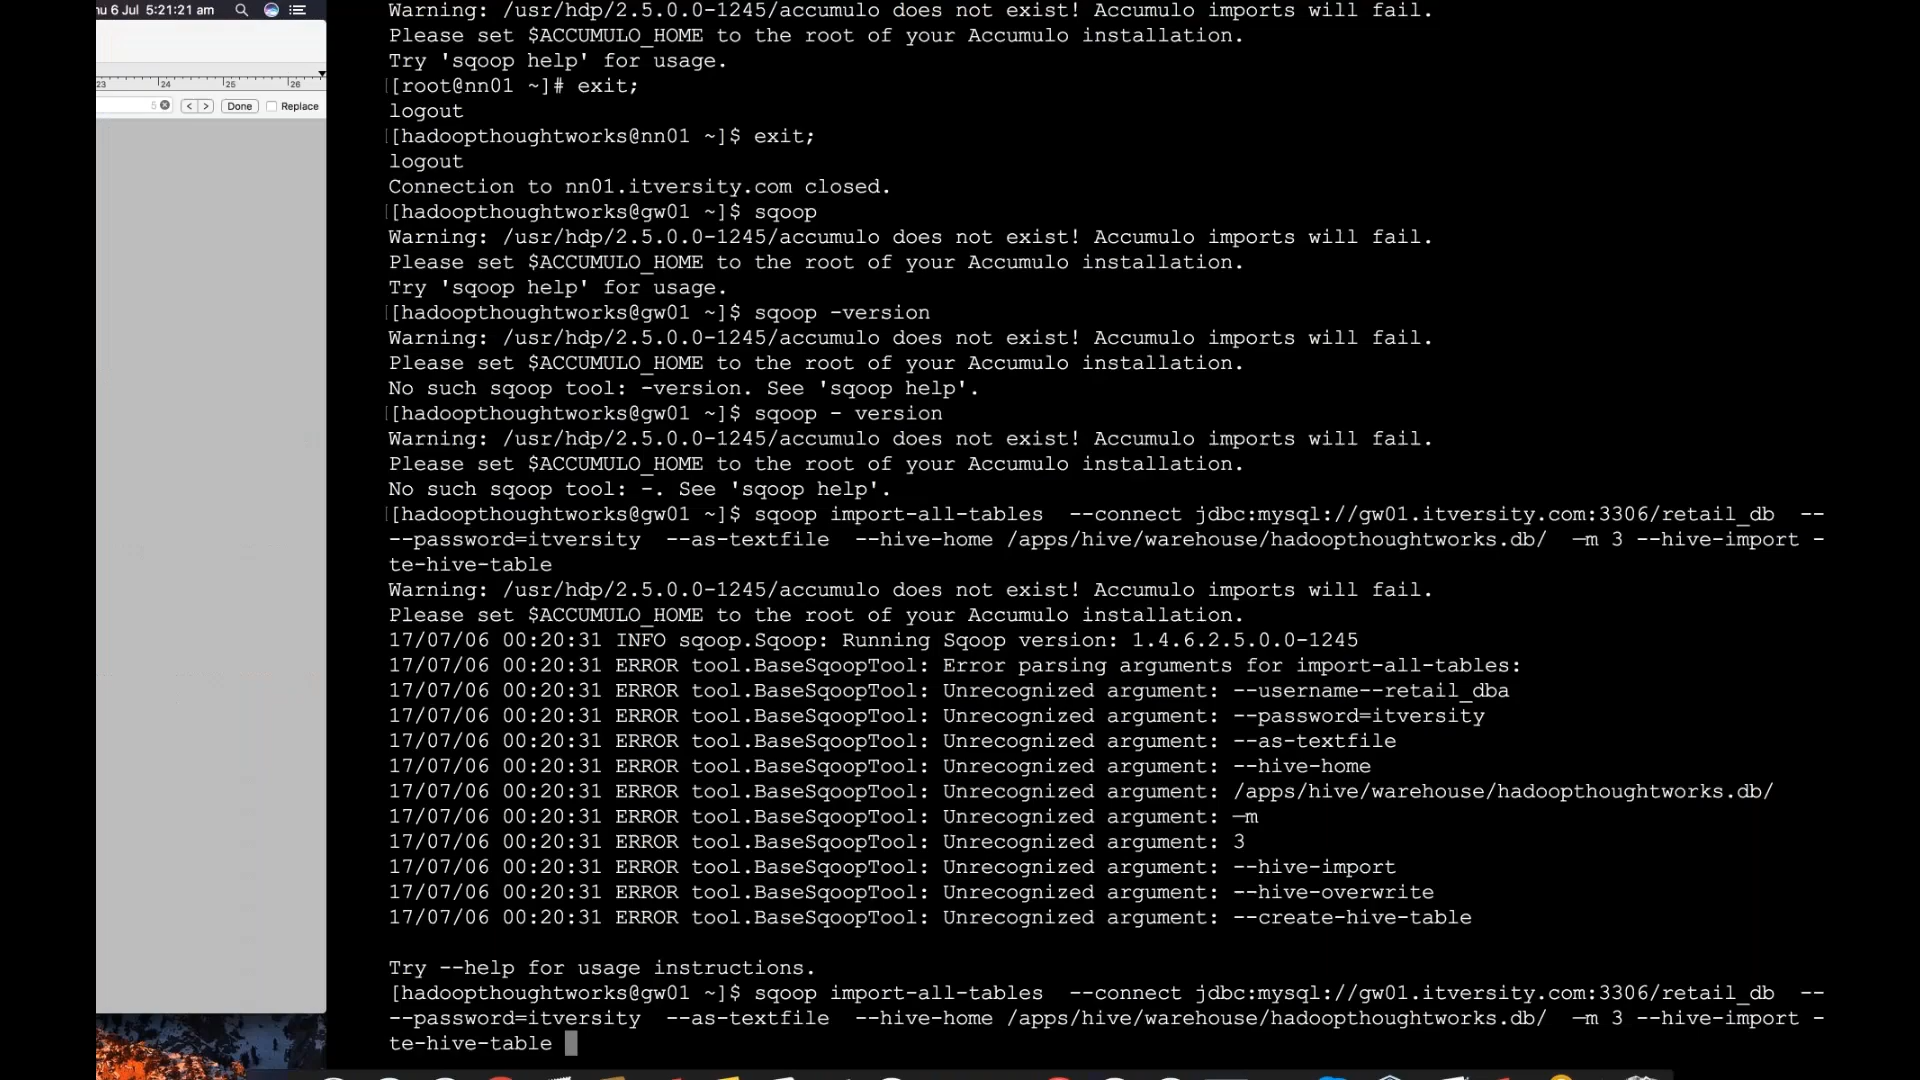 hu 6 Jul 5:21:21 am
23 24 25 26
5 < > Done Replace
Warning: /usr/hdp/2.5.0.0-1245/accumulo does not exist! Accumulo imports will fail.
Please set $ACCUMULO_HOME to the root of your Accumulo installation.
Try 'sqoop help' for usage.
[[root@nn01 ~]# exit;
logout
[[hadoopthoughtworks@nn01 ~]$ exit;
logout
Connection to nn01.itversity.com closed.
[[hadoopthoughtworks@gw01 ~]$ sqoop
Warning: /usr/hdp/2.5.0.0-1245/accumulo does not exist! Accumulo imports will fail.
Please set $ACCUMULO_HOME to the root of your Accumulo installation.
Try 'sqoop help' for usage.
[[hadoopthoughtworks@gw01 ~]$ sqoop -version
Warning: /usr/hdp/2.5.0.0-1245/accumulo does not exist! Accumulo imports will fail.
Please set $ACCUMULO_HOME to the root of your Accumulo installation.
No such sqoop tool: -version. See 'sqoop help'.
[[hadoopthoughtworks@gw01 ~]$ sqoop - version
Warning: /usr/hdp/2.5.0.0-1245/accumulo does not exist! Accumulo imports will fail.
Please set $ACCUMULO_HOME to the root of your Accumulo installation.
No such sqoop tool: -. See 'sqoop help'.
[[hadoopthoughtworks@gw01 ~]$ sqoop import-all-tables  --connect jdbc:mysql://gw01.itversity.com:3306/retail_db --
--password=itversity  --as-textfile  --hive-home /apps/hive/warehouse/hadoopthoughtworks.db/  —m 3 --hive-import -
te-hive-table
Warning: /usr/hdp/2.5.0.0-1245/accumulo does not exist! Accumulo imports will fail.
Please set $ACCUMULO_HOME to the root of your Accumulo installation.
17/07/06 00:20:31 INFO sqoop.Sqoop: Running Sqoop version: 1.4.6.2.5.0.0-1245
17/07/06 00:20:31 ERROR tool.BaseSqoopTool: Error parsing arguments for import-all-tables:
17/07/06 00:20:31 ERROR tool.BaseSqoopTool: Unrecognized argument: --username--retail_dba
17/07/06 00:20:31 ERROR tool.BaseSqoopTool: Unrecognized argument: --password=itversity
17/07/06 00:20:31 ERROR tool.BaseSqoopTool: Unrecognized argument: --as-textfile
17/07/06 00:20:31 ERROR tool.BaseSqoopTool: Unrecognized argument: --hive-home
17/07/06 00:20:31 ERROR tool.BaseSqoopTool: Unrecognized argument: /apps/hive/warehouse/hadoopthoughtworks.db/
17/07/06 00:20:31 ERROR tool.BaseSqoopTool: Unrecognized argument: —m
17/07/06 00:20:31 ERROR tool.BaseSqoopTool: Unrecognized argument: 3
17/07/06 00:20:31 ERROR tool.BaseSqoopTool: Unrecognized argument: --hive-import
17/07/06 00:20:31 ERROR tool.BaseSqoopTool: Unrecognized argument: --hive-overwrite
17/07/06 00:20:31 ERROR tool.BaseSqoopTool: Unrecognized argument: --create-hive-table
Try --help for usage instructions.
[hadoopthoughtworks@gw01 ~]$ sqoop import-all-tables  --connect jdbc:mysql://gw01.itversity.com:3306/retail_db --
--password=itversity  --as-textfile  --hive-home /apps/hive/warehouse/hadoopthoughtworks.db/  —m 3 --hive-import -
te-hive-table